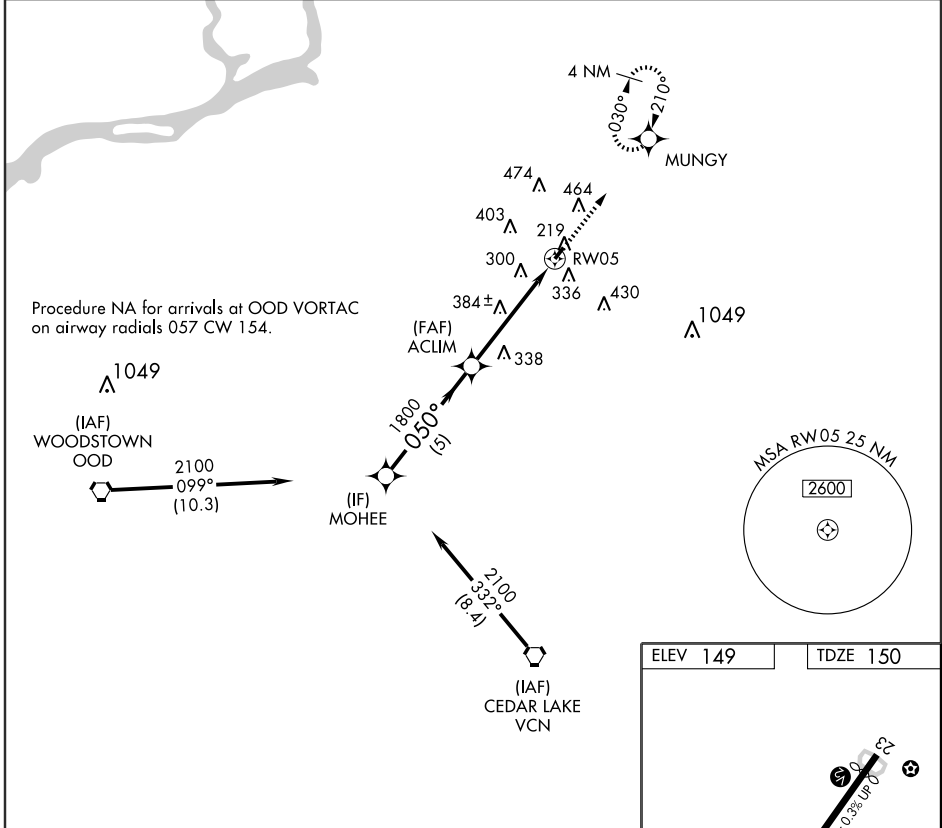 4 NM
030°
210°
MUNGY
474
464
403
219
RW05
300
336
430
384±
1049
(FAF)
ACLIM
338
Procedure NA for arrivals at OOD VORTAC
on airway radials 057 CW 154.
1049
(IAF)
WOODSTOWN
OOD
2100
099°
(10.3)
1800
050°
(5)
(IF)
MOHEE
2100
332°
(8.4)
(IAF)
CEDAR LAKE
VCN
MSA RW05 25 NM
2600
ELEV 149
TDZE 150
23
V
0.3% UP